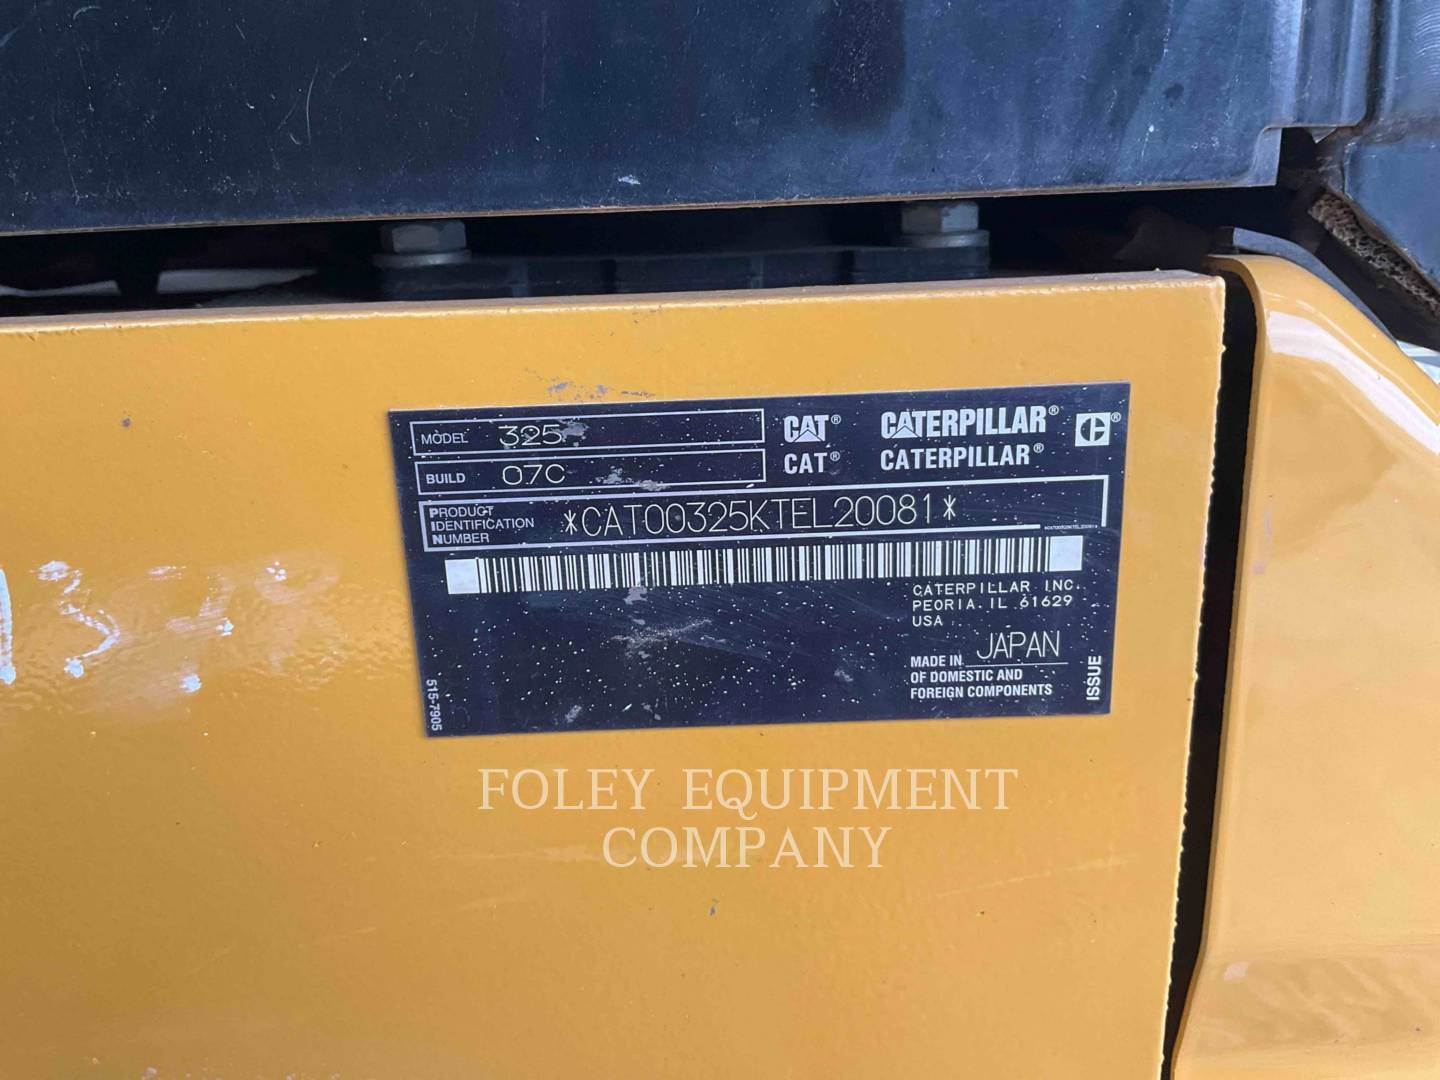 MODEL 325
BUILD 07C
CAT® CATERPILLAR® ®
CAT® CATERPILLAR®
PRODUCT
IDENTIFICATION
NUMBER
*CAT00325KTEL20081*
*CAT00325KTEL20081*
CATERPILLAR INC.
PEORIA, IL 61629
USA
MADE IN JAPAN
OF DOMESTIC AND
FOREIGN COMPONENTS
ISSUE
515-7905
FOLEY EQUIPMENT
COMPANY